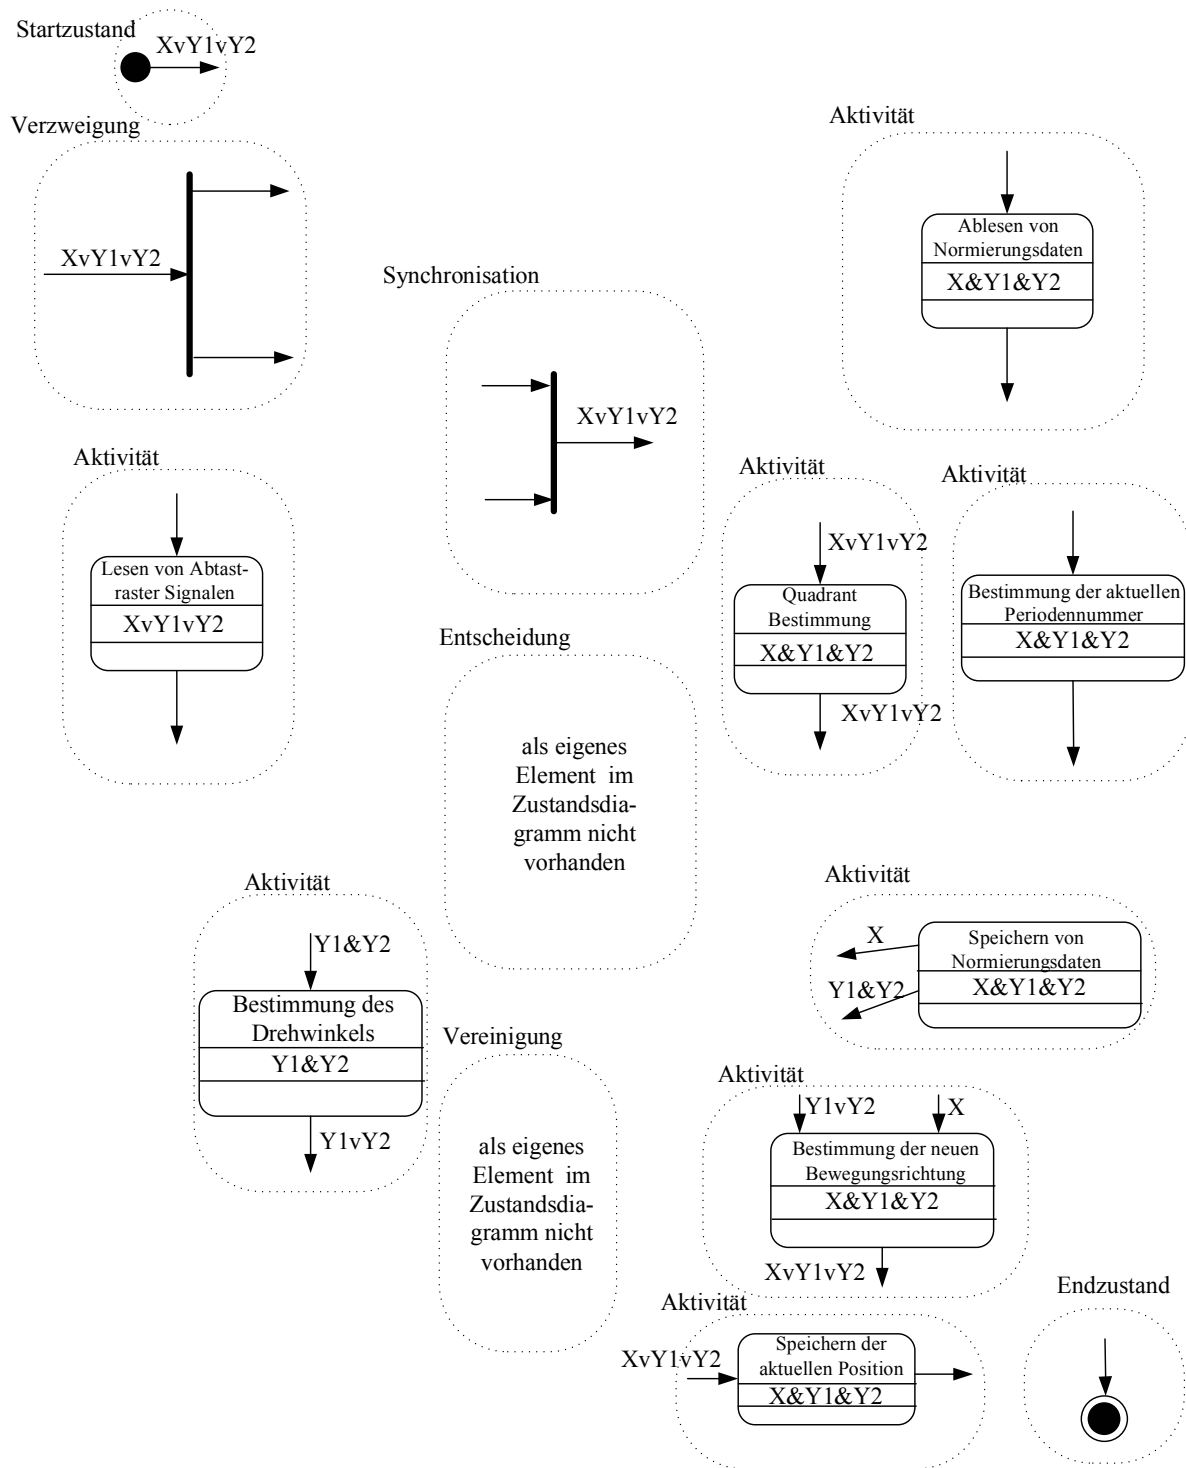 Startzustand
XvY1vY2
Verzweigung
XvY1vY2
Aktivität
Ablesen von
Normierungsdaten
X&Y1&Y2
Synchronisation
XvY1vY2
Aktivität
Lesen von Abtast-
raster Signalen
XvY1vY2
Aktivität
XvY1vY2
Quadrant
Bestimmung
X&Y1&Y2
XvY1vY2
Aktivität
Bestimmung der aktuellen
Periodennummer
X&Y1&Y2
Entscheidung
als eigenes
Element im
Zustandsdia-
gramm nicht
vorhanden
Aktivität
Y1&Y2
Bestimmung des
Drehwinkels
Y1&Y2
Y1vY2
Aktivität
X
Y1&Y2
Speichern von
Normierungsdaten
X&Y1&Y2
Vereinigung
als eigenes
Element im
Zustandsdia-
gramm nicht
vorhanden
Aktivität
Y1vY2
X
Bestimmung der neuen
Bewegungsrichtung
X&Y1&Y2
XvY1vY2
Aktivität
XvY1vY2
Speichern der
aktuellen Position
X&Y1&Y2
Endzustand